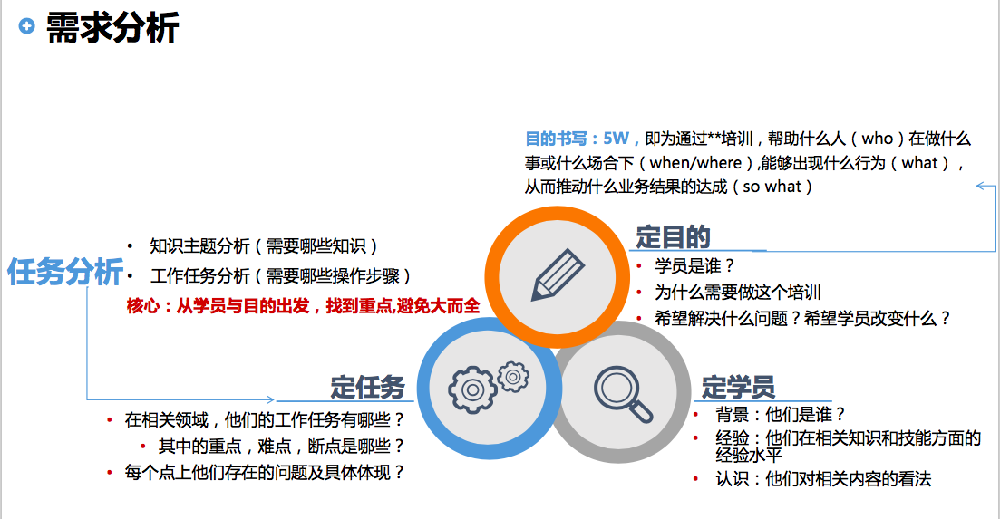 需求分析
目的书写：5W，即为通过**培训，帮助什么人（who）在做什么
事或什么场合下（when/where）,能够出现什么行为（what），
从而推动什么业务结果的达成（so what）
定目的
• 学员是谁？
• 为什么需要做这个培训
• 希望解决什么问题？希望学员改变什么？
任务分析
• 知识主题分析（需要哪些知识）
• 工作任务分析（需要哪些操作步骤）
核心：从学员与目的出发，找到重点,避免大而全
定任务
• 在相关领域，他们的工作任务有哪些？
• 其中的重点，难点，断点是哪些？
• 每个点上他们存在的问题及具体体现？
定学员
• 背景：他们是谁？
• 经验：他们在相关知识和技能方面的
经验水平
• 认识：他们对相关内容的看法